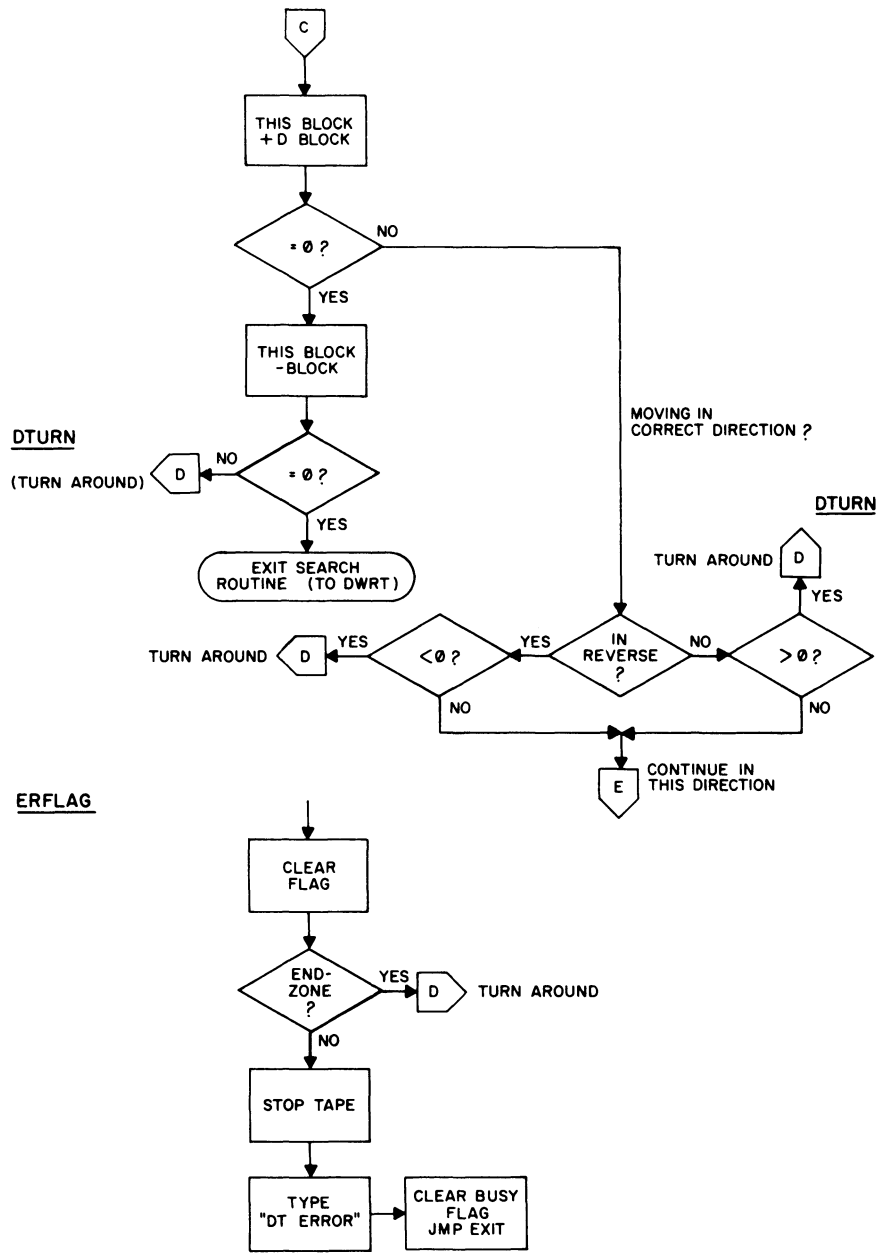 C
THIS BLOCK
+ D BLOCK
= Ø ?
NO
YES
THIS BLOCK
- BLOCK
MOVING IN
CORRECT DIRECTION ?
DTURN
(TURN AROUND)
D
NO
= Ø ?
YES
EXIT SEARCH
ROUTINE (TO DWRT)
DTURN
TURN AROUND
D
YES
TURN AROUND
D
YES
< Ø ?
YES
IN
REVERSE
?
NO
> Ø ?
NO
NO
E
CONTINUE IN
THIS DIRECTION
ERFLAG
CLEAR
FLAG
END-
ZONE
?
YES
D
TURN AROUND
NO
STOP TAPE
TYPE
"DT ERROR"
CLEAR BUSY
FLAG
JMP EXIT